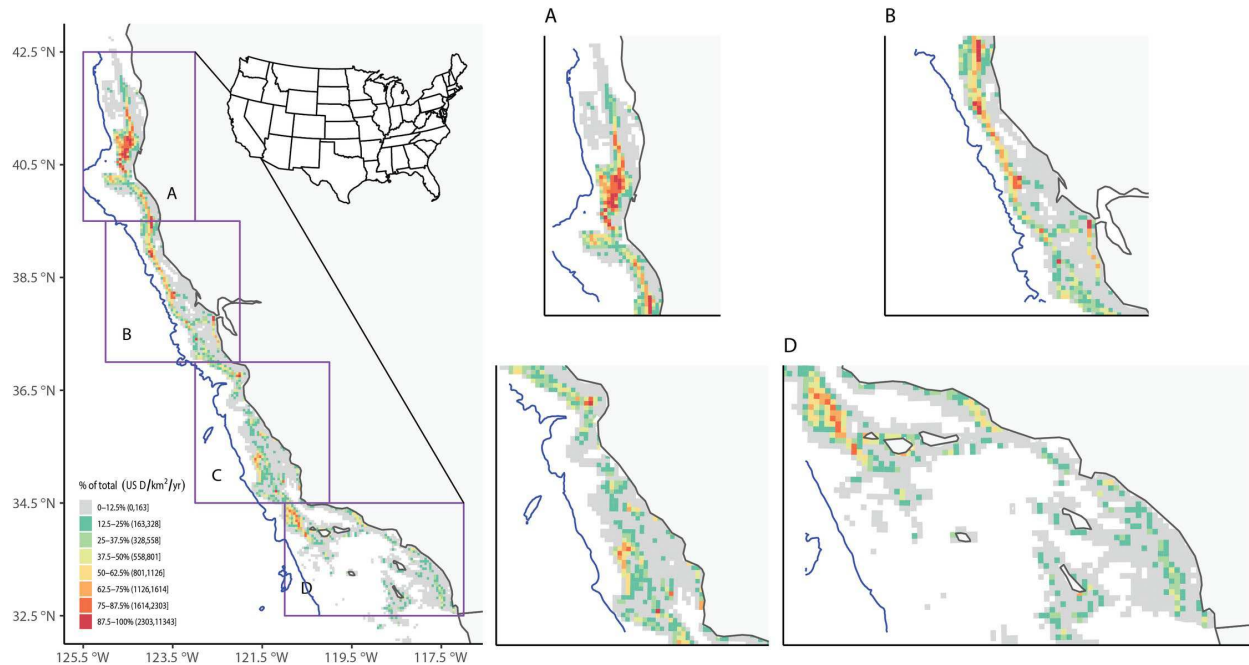 A
B
42.5 °N
40.5 °N
A
38.5 °N
B
36.5 °N
D
C
% of total (US D/km²/yr)
34.5 °N
0–12.5% (0,163]
12.5–25% (163,328]
25–37.5% (328,558]
37.5–50% (558,801]
50–62.5% (801,1126]
62.5–75% (1126,1614]
75–87.5% (1614,2303]
87.5–100% (2303,11343]
D
32.5 °N
125.5 °W 123.5 °W 121.5 °W 119.5 °W 117.5 °W